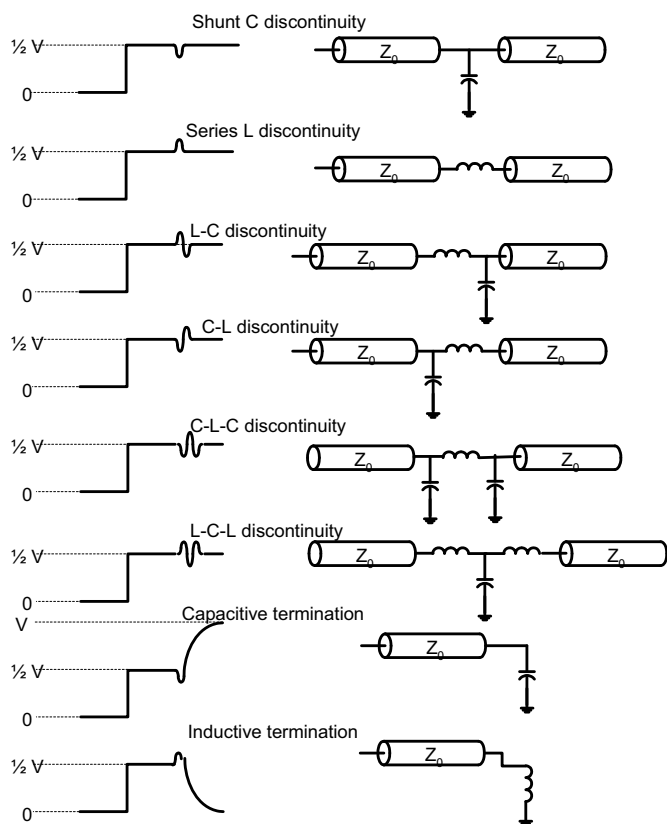 Shunt C discontinuity
½ V
0
Z0
Z0
Series L discontinuity
½ V
0
Z0
Z0
L-C discontinuity
½ V
0
Z0
Z0
C-L discontinuity
½ V
0
Z0
Z0
C-L-C discontinuity
½ V
0
Z0
Z0
L-C-L discontinuity
½ V
0
Z0
Z0
Capacitive termination
V
½ V
0
Z0
Inductive termination
½ V
0
Z0